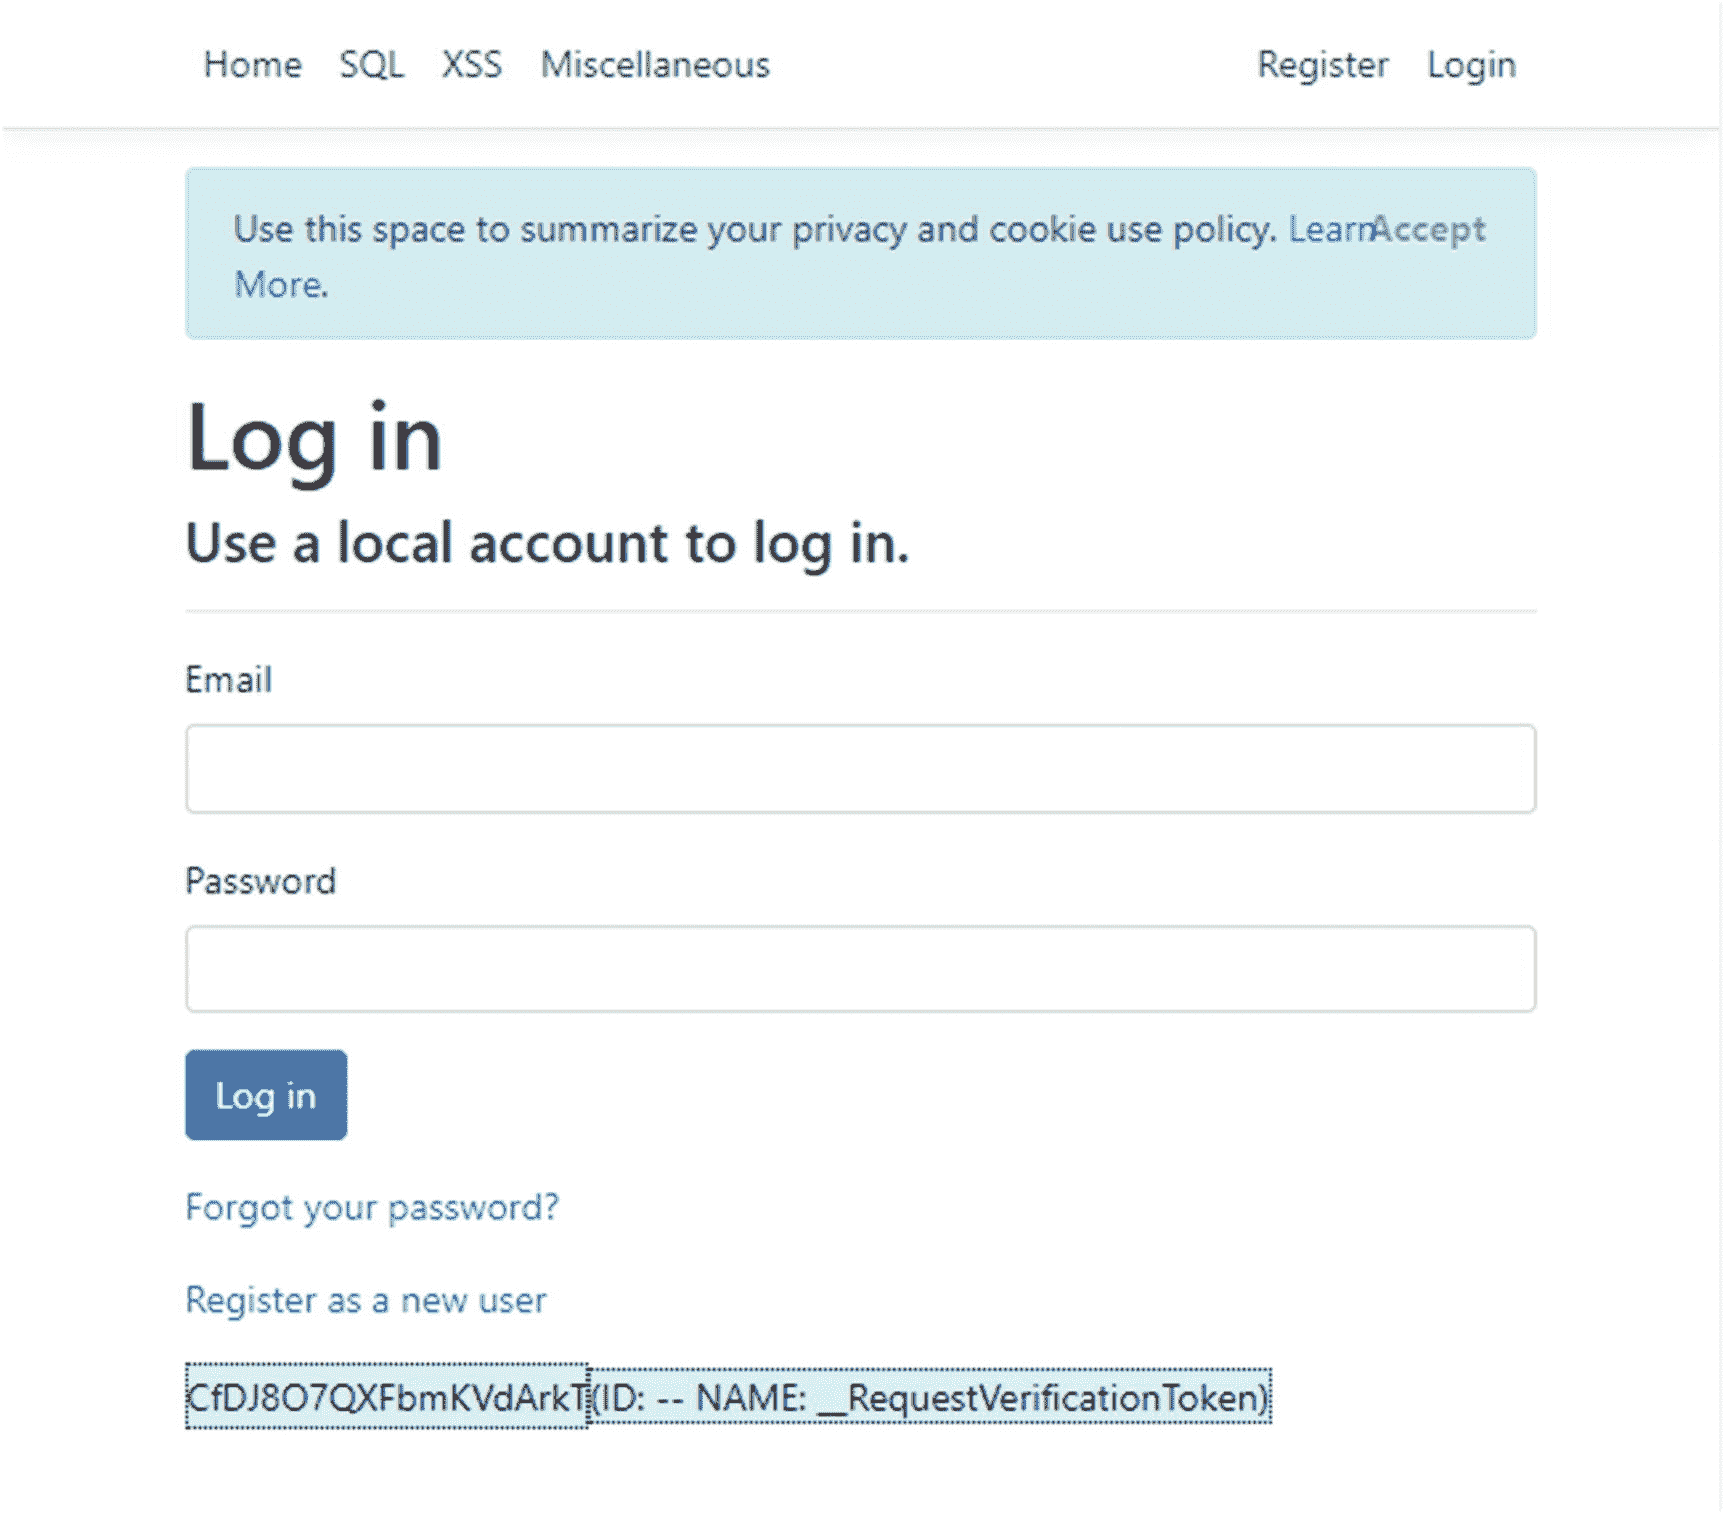 Home SQL XSS Miscellaneous Register Login
Use this space to summarize your privacy and cookie use policy. Learn Accept
More.
Log in
Use a local account to log in.
Email
Password
Log in
Forgot your password?
Register as a new user
CfDJ8O7QXFbmKVdArkT(ID: -- NAME: __RequestVerificationToken)